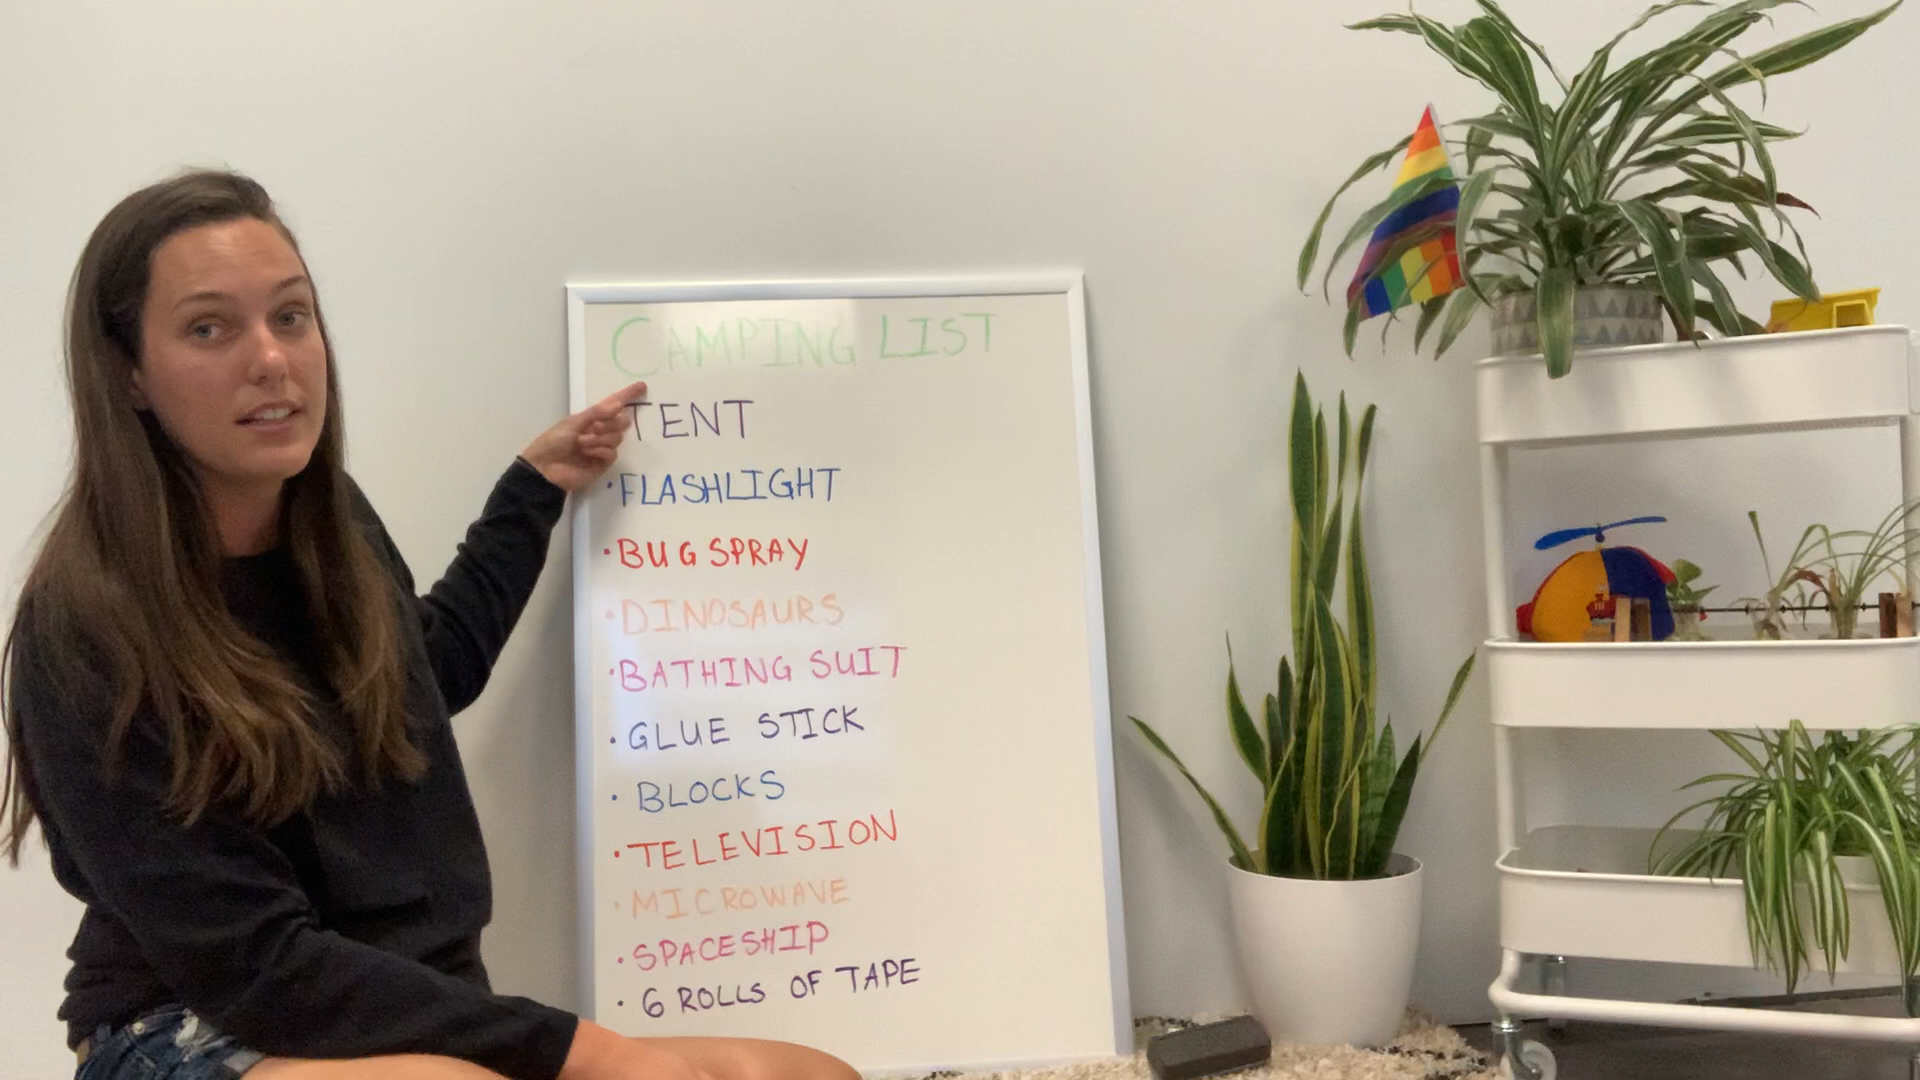 CAMPING LIST
TENT
· FLASHLIGHT
· BUG SPRAY
· DINOSAURS
· BATHING SUIT
· GLUE STICK
· BLOCKS
· TELEVISION
· MICROWAVE
· SPACESHIP
· 6 ROLLS OF TAPE